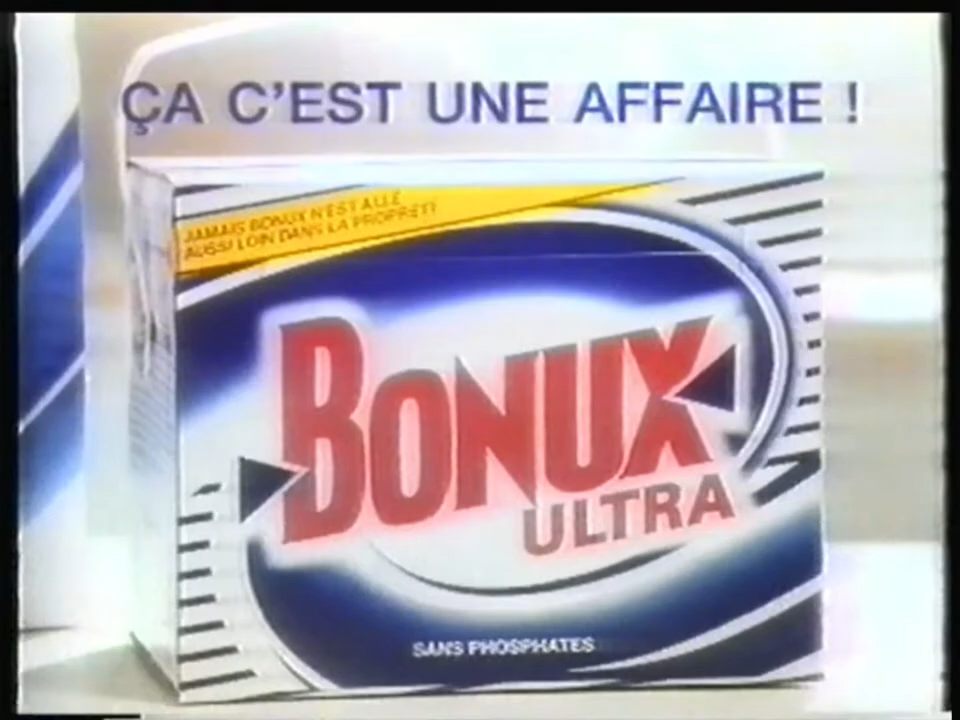 ÇA C'EST UNE AFFAIRE !
JAMAIS BONUX N'EST ALLÉ
AUSSI LOIN DANS LA PROPRETÉ
BONUX
ULTRA
SANS PHOSPHATES